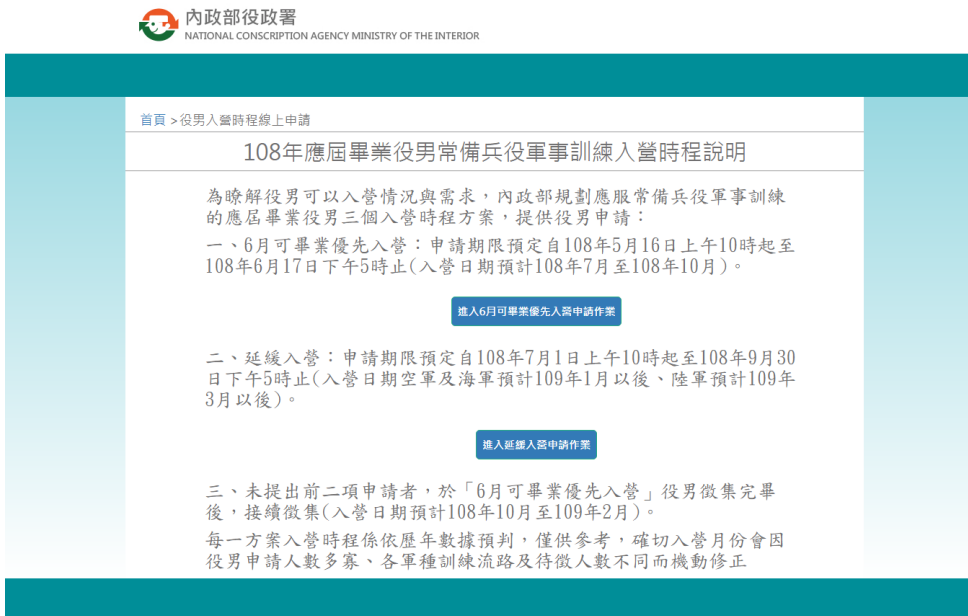 內政部役政署
NATIONAL CONSCRIPTION AGENCY MINISTRY OF THE INTERIOR
首頁 >役男入營時程線上申請
108年應屆畢業役男常備兵役軍事訓練入營時程說明
為瞭解役男可以入營情況與需求，內政部規劃應服常備兵役軍事訓練
的應屆畢業役男三個入營時程方案，提供役男申請：
一、6月可畢業優先入營：申請期限預定自108年5月16日上午10時起至
108年6月17日下午5時止(入營日期預計108年7月至108年10月)。
進入6月可畢業優先入營申請作業
二、延緩入營：申請期限預定自108年7月1日上午10時起至108年9月30
日下午5時止(入營日期空軍及海軍預計109年1月以後、陸軍預計109年
3月以後)。
進入延緩入營申請作業
三、未提出前二項申請者，於「6月可畢業優先入營」役男徵集完畢
後，接續徵集(入營日期預計108年10月至109年2月)。
每一方案入營時程係依歷年數據預判，僅供參考，確切入營月份會因
役男申請人數多寡、各軍種訓練流路及待徵人數不同而機動修正